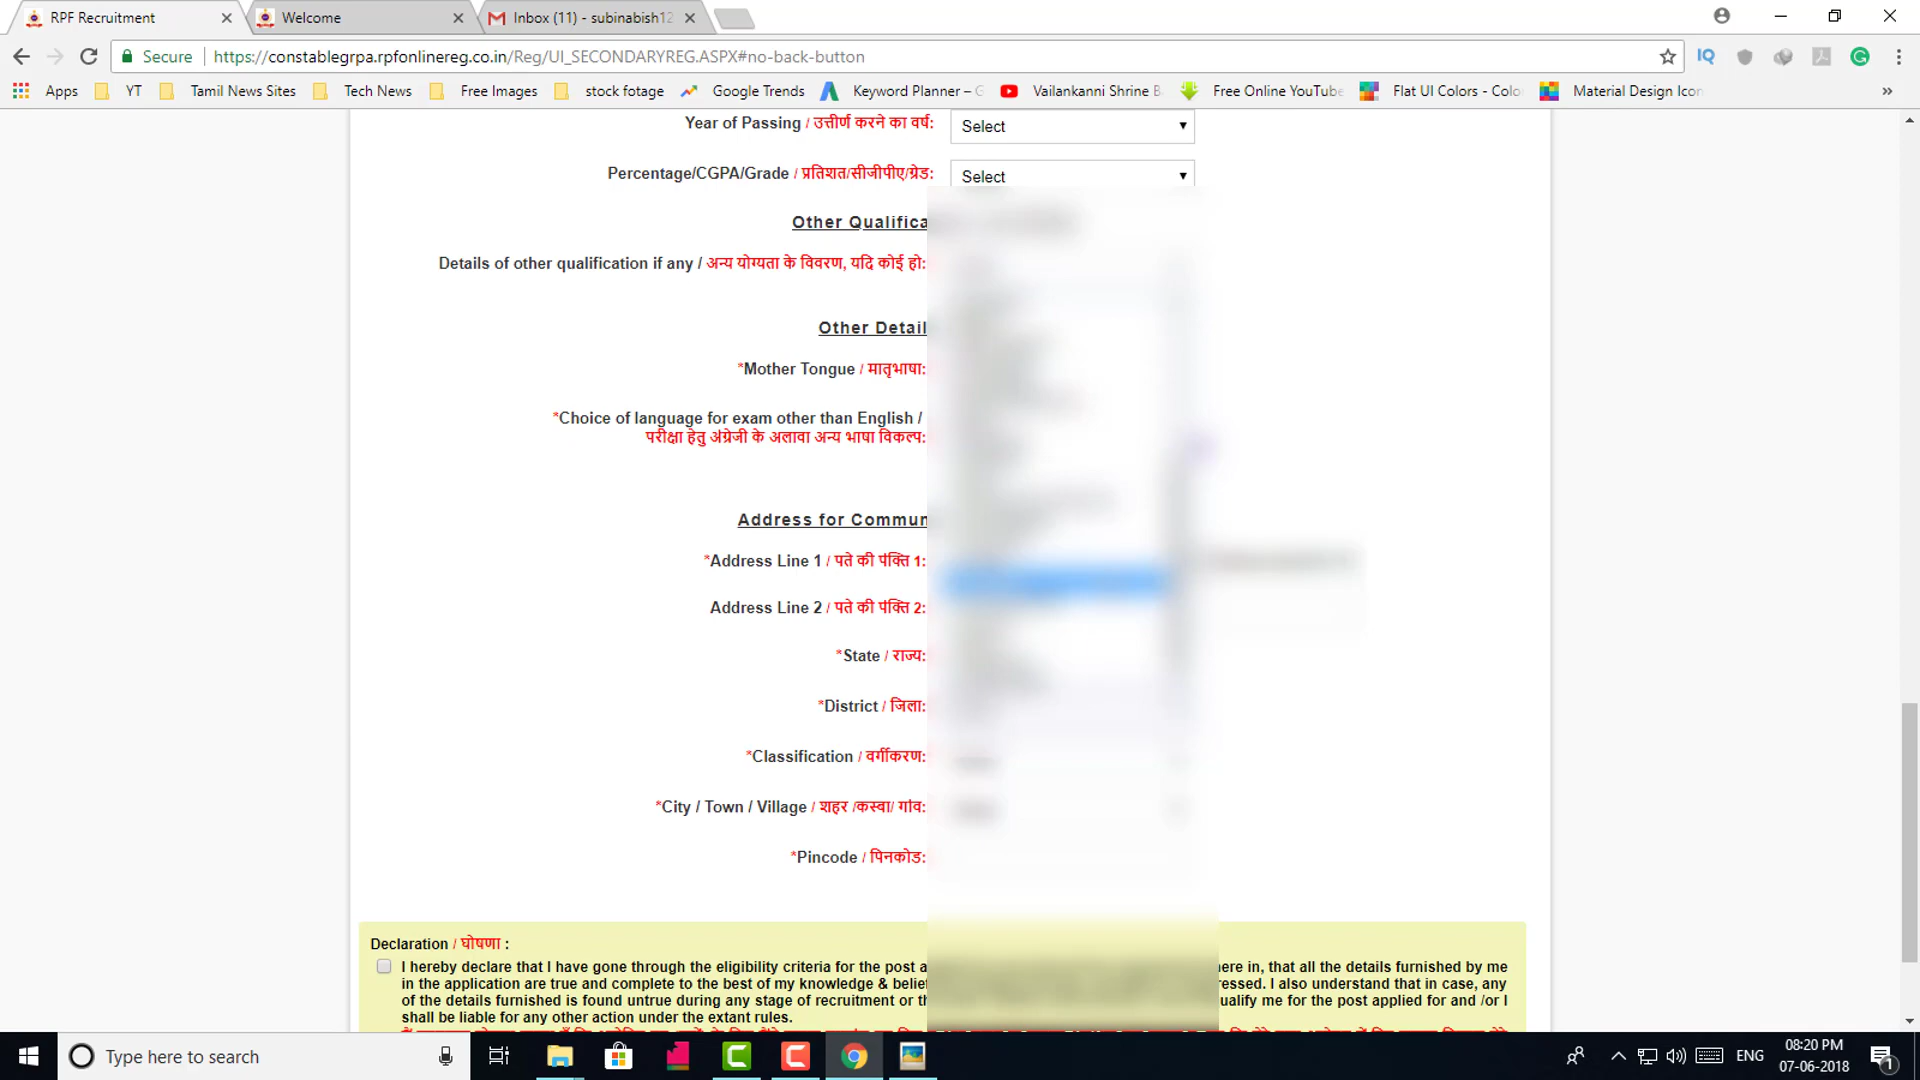 RPF Recruitment
Welcome
Inbox (11) - subinabish12
Secure
https://constablegrpa.rpfonlinereg.co.in/Reg/UI_SECONDARYREG.ASPX#no-back-button
Apps YT Tamil News Sites Tech News Free Images stock fotage Google Trends Keyword Planner – G Vailankanni Shrine B Free Online YouTube Flat UI Colors - Colo Material Design Icon »
Year of Passing / उत्तीर्ण करने का वर्ष: Select
Percentage/CGPA/Grade / प्रतिशत/सीजीपीए/ग्रेड: Select
Other Qualifica
Details of other qualification if any / अन्य योग्यता के विवरण, यदि कोई हो:
Other Detail
*Mother Tongue / मातृभाषा:
*Choice of language for exam other than English /
परीक्षा हेतु अंग्रेजी के अलावा अन्य भाषा विकल्प:
Address for Commun
*Address Line 1 / पते की पंक्ति 1:
Address Line 2 / पते की पंक्ति 2:
*State / राज्य:
*District / जिला:
*Classification / वर्गीकरण:
*City / Town / Village / शहर /कस्बा/ गांव:
*Pincode / पिनकोड:
Declaration / घोषणा :
I hereby declare that I have gone through the eligibility criteria for the post a here in, that all the details furnished by me
in the application are true and complete to the best of my knowledge & belie ressed. I also understand that in case, any
of the details furnished is found untrue during any stage of recruitment or th ualify me for the post applied for and /or I
shall be liable for any other action under the extant rules.
Type here to search
ENG
08:20 PM
07-06-2018
1